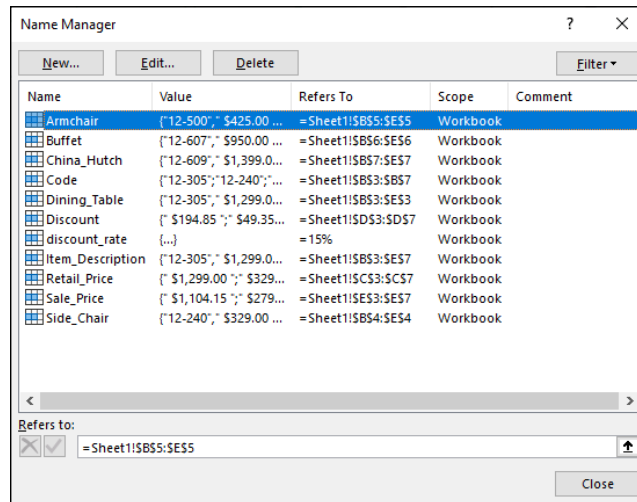 Name Manager ? X
New... Edit... Delete Filter
Name Value Refers To Scope Comment
Armchair {"12-500"," $425.00 ... =Sheet1!$B$5:$E$5 Workbook
Buffet {"12-607"," $950.00 ... =Sheet1!$B$6:$E$6 Workbook
China_Hutch {"12-609"," $1,399.0... =Sheet1!$B$7:$E$7 Workbook
Code {"12-305";"12-240";"... =Sheet1!$B$3:$B$7 Workbook
Dining_Table {"12-305"," $1,299.0... =Sheet1!$B$3:$E$3 Workbook
Discount {" $194.85 ";" $49.35... =Sheet1!$D$3:$D$7 Workbook
discount_rate {...} =15% Workbook
Item_Description {"12-305"," $1,299.0... =Sheet1!$B$3:$E$7 Workbook
Retail_Price {" $1,299.00 ";" $329... =Sheet1!$C$3:$C$7 Workbook
Sale_Price {" $1,104.15 ";" $279... =Sheet1!$E$3:$E$7 Workbook
Side_Chair {"12-240"," $329.00 ... =Sheet1!$B$4:$E$4 Workbook
Refers to:
=Sheet1!$B$5:$E$5
Close